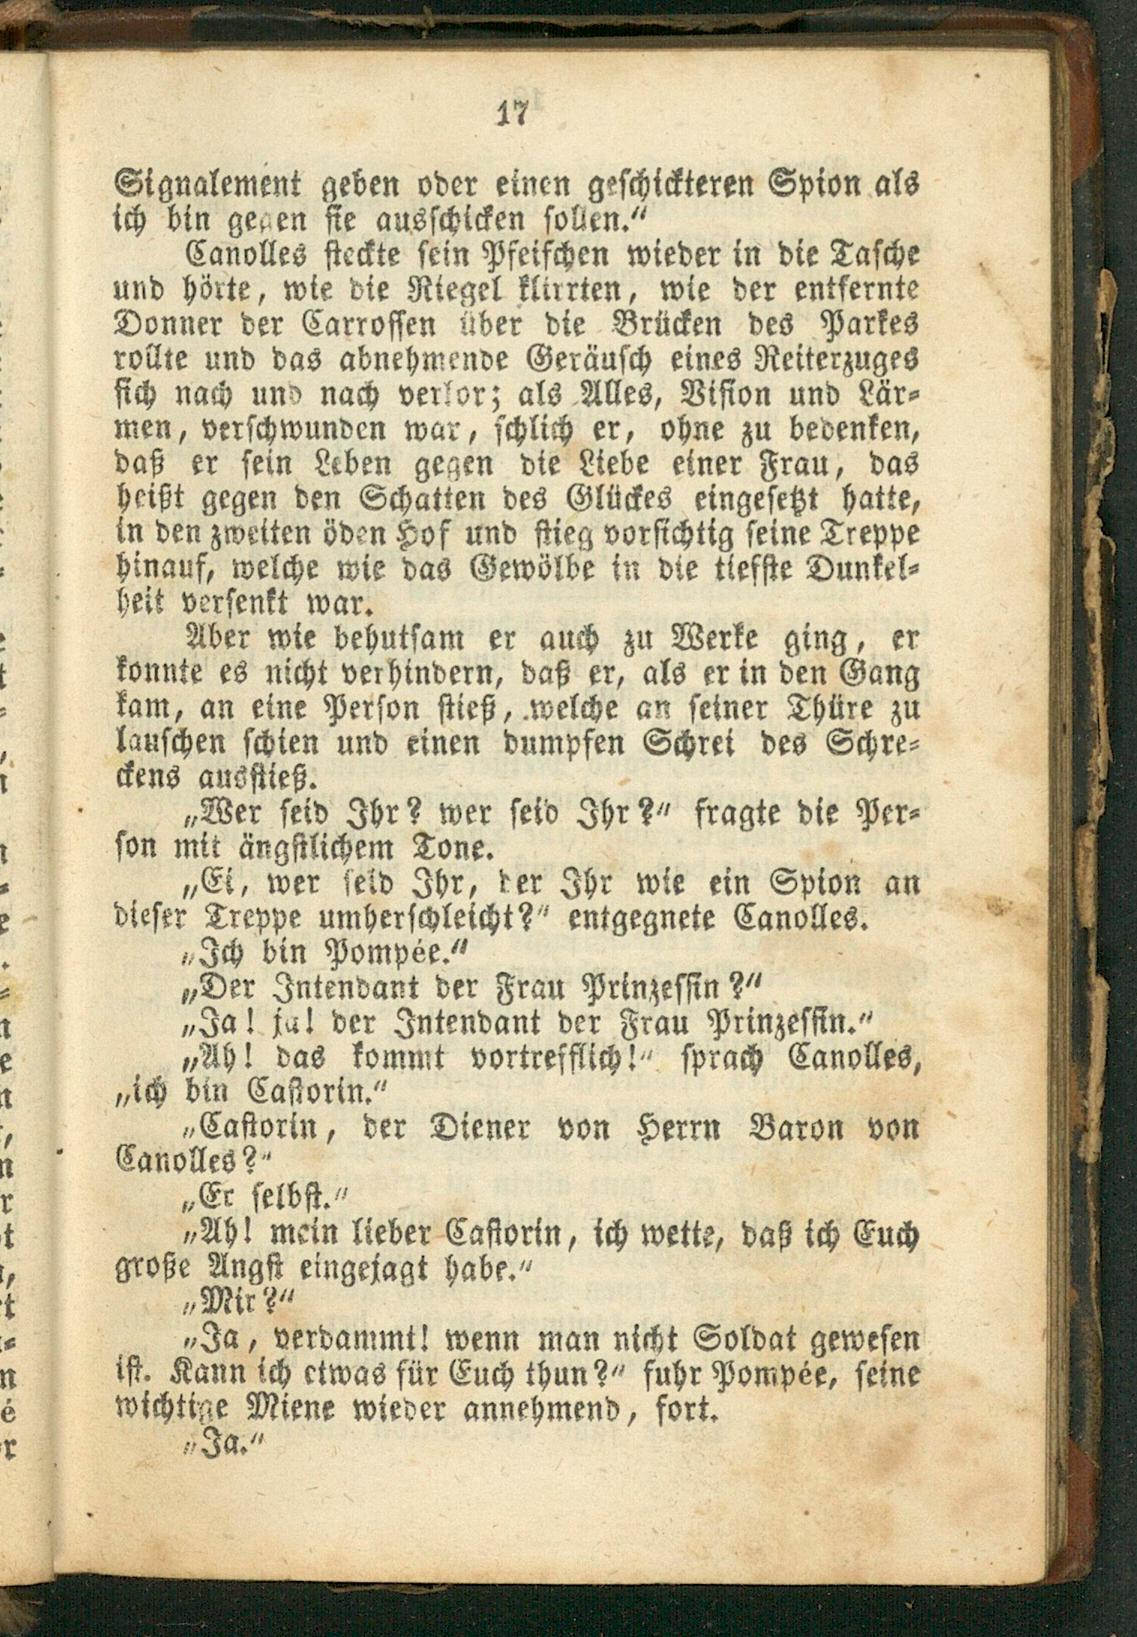 17
Signalement geben oder einen geschickteren Spion als
ich bin gegen sie ausschicken sollen.“
Canolles steckte sein Pfeifchen wieder in die Tasche
und hörte, wie die Riegel klirrten, wie der entfernte
Donner der Carrossen über die Brücken des Parkes
rollte und das abnehmende Geräusch eines Reiterzuges
sich nach und nach verlor; als Alles, Vision und Lär-
men, verschwunden war, schlich er, ohne zu bedenken,
daß er sein Leben gegen die Liebe einer Frau, das
heißt gegen den Schatten des Glückes eingesetzt hatte,
in den zweiten öden Hof und stieg vorsichtig seine Treppe
hinauf, welche wie das Gewölbe in die tiefste Dunkel-
heit versenkt war.
Aber wie behutsam er auch zu Werke ging, er
konnte es nicht verhindern, daß er, als er in den Gang
kam, an eine Person stieß, welche an seiner Thüre zu
lauschen schien und einen dumpfen Schrei des Schre-
ckens ausstieß.
„Wer seid Ihr? wer seid Ihr?“ fragte die Per-
son mit ängstlichem Tone.
„Ei, wer seid Ihr, der Ihr wie ein Spion an
dieser Treppe umherschleicht?“ entgegnete Canolles.
„Ich bin Pompée.“
„Der Intendant der Frau Prinzessin?“
„Ja! ja! der Intendant der Frau Prinzessin.“
„Ah! das kommt vortrefflich!“ sprach Canolles,
„ich bin Castorin.“
„Castorin, der Diener von Herrn Baron von
Canolles?“
„Er selbst.“
„Ah! mein lieber Castorin, ich wette, daß ich Euch
große Angst eingejagt habe.“
„Mir?“
„Ja, verdammt! wenn man nicht Soldat gewesen
ist. Kann ich etwas für Euch thun?“ fuhr Pompée, seine
wichtige Miene wieder annehmend, fort.
„Ja.“